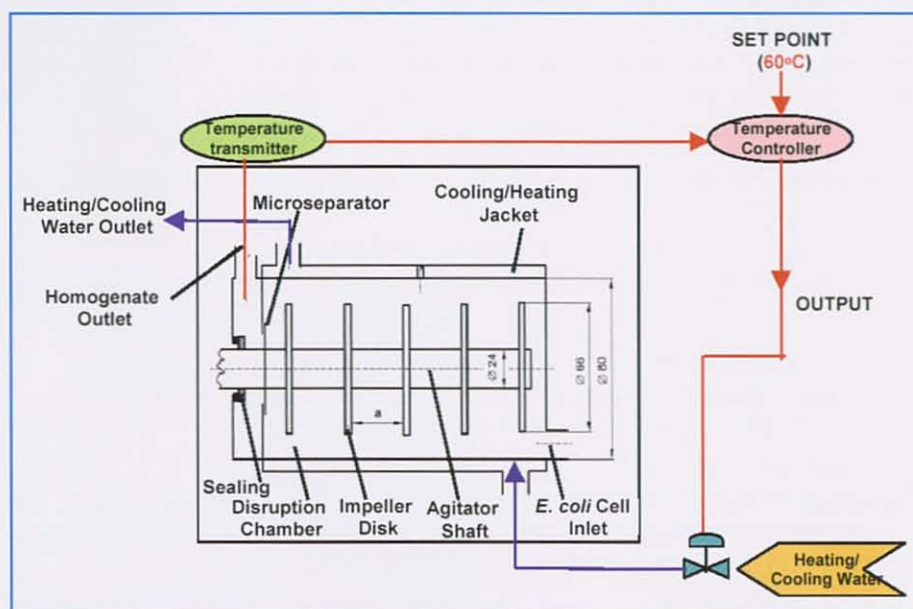 SET POINT
(60ºC)
Temperature
transmitter
Temperature
Controller
Heating/Cooling
Water Outlet
Microseparator
Cooling/Heating
Jacket
Homogenate
Outlet
OUTPUT
Ø 24
Ø 66
Ø 80
a
Sealing
Disruption
Chamber
Impeller
Disk
Agitator
Shaft
E. coli Cell
Inlet
Heating/
Cooling Water